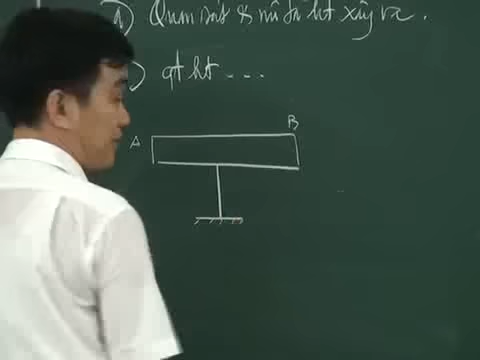 a) Quan sát & mô tả ht xảy ra.
) gt ht ...
A
B